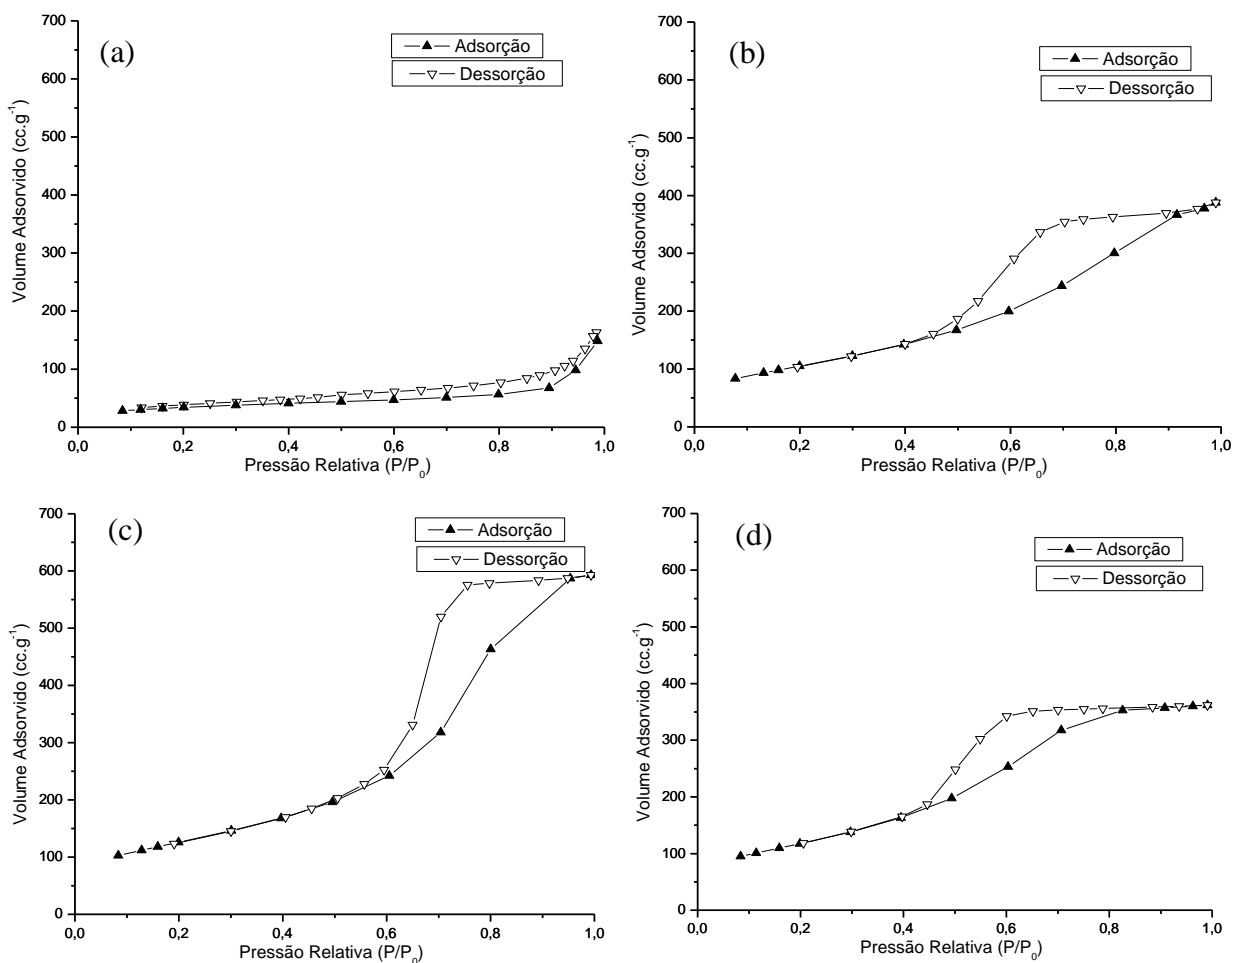 (a)
Adsorção
Dessorção
Volume Adsorvido (cc.g⁻¹)
700
600
500
400
300
200
100
0
0,0 0,2 0,4 0,6 0,8 1,0
Pressão Relativa (P/P₀)
(b)
Adsorção
Dessorção
Volume Adsorvido (cc.g⁻¹)
700
600
500
400
300
200
100
0
0,0 0,2 0,4 0,6 0,8 1,0
Pressão Relativa (P/P₀)
(c)
Adsorção
Dessorção
Volume Adsorvido (cc.g⁻¹)
700
600
500
400
300
200
100
0
0,0 0,2 0,4 0,6 0,8 1,0
Pressão Relativa (P/P₀)
(d)
Adsorção
Dessorção
Volume Adsorvido (cc.g⁻¹)
700
600
500
400
300
200
100
0
0,0 0,2 0,4 0,6 0,8 1,0
Pressão Relativa (P/P₀)